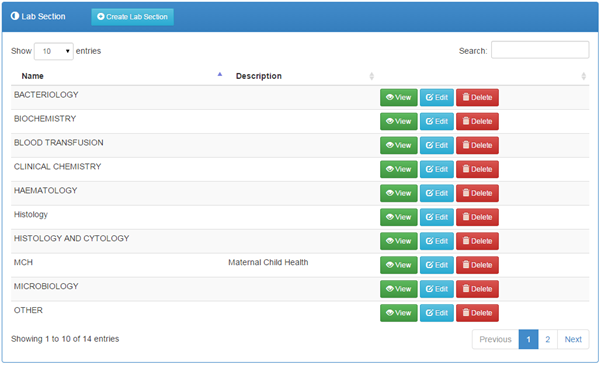 Lab Section Create Lab Section
Show 10 entries Search:
Name Description
BACTERIOLOGY View Edit Delete
BIOCHEMISTRY View Edit Delete
BLOOD TRANSFUSION View Edit Delete
CLINICAL CHEMISTRY View Edit Delete
HAEMATOLOGY View Edit Delete
Histology View Edit Delete
HISTOLOGY AND CYTOLOGY View Edit Delete
MCH Maternal Child Health View Edit Delete
MICROBIOLOGY View Edit Delete
OTHER View Edit Delete
Showing 1 to 10 of 14 entries Previous 1 2 Next